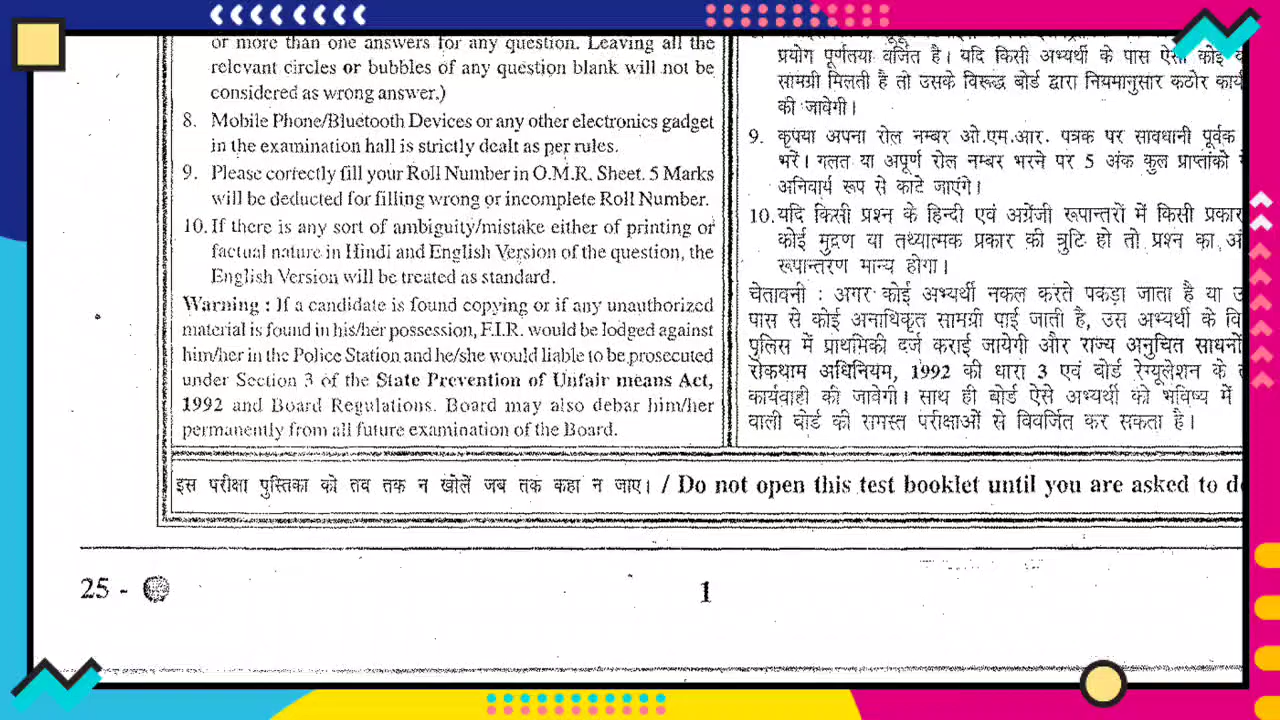 or more than one answers for any question. Leaving all the
relevant circles or bubbles of any question blank will not be
considered as wrong answer.)
8. Mobile Phone/Bluetooth Devices or any other electronics gadget
in the examination hall is strictly dealt as per rules.
9. Please correctly fill your Roll Number in O.M.R. Sheet. 5 Marks
will be deducted for filling wrong or incomplete Roll Number.
10. If there is any sort of ambiguity/mistake either of printing or
factual nature in Hindi and English Version of the question, the
English Version will be treated as standard.
Warning : If a candidate is found copying or if any unauthorized
material is found in his/her possession, F.I.R. would be lodged against
him/her in the Police Station and he/she would liable to be prosecuted
under Section 3 of the State Prevention of Unfair means Act,
1992 and Board Regulations. Board may also debar him/her
permanently from all future examination of the Board.
प्रयोग पूर्णतया वर्जित है। यदि किसी अभ्यर्थी के पास ऐसी कोई
सामग्री मिलती है तो उसके विरूद्ध बोर्ड द्वारा नियमानुसार कठोर
की जावेगी।
9. कृपया अपना रोल नम्बर ओ.एम.आर. पत्रक पर सावधानी पूर्वक
भरें। गलत या अपूर्ण रोल नम्बर भरने पर 5 अंक कुल प्राप्तांकों
अनिवार्य रूप से काटे जाएंगे।
10. यदि किसी प्रश्न के हिन्दी एवं अग्रेंजी रूपान्तरों में किसी प्रकार
कोई मुद्रण या तथ्यात्मक प्रकार की त्रुटि हो तो प्रश्न का
रूपान्तरण मान्य होगा।
चेतावनी : अगर कोई अभ्यर्थी नकल करते पकड़ा जाता है या
पास से कोई अनाधिकृत सामग्री पाई जाती है, उस अभ्यर्थी के
पुलिस में प्राथमिकी दर्ज कराई जायेगी और राज्य अनुचित साधनों
रोकथाम अधिनियम, 1992 की धारा 3 एवं बोर्ड रेग्यूलेशन के
कार्यवाही की जावेगी। साथ ही बोर्ड ऐसे अभ्यर्थी को भविष्य में
वाली बोर्ड की समस्त परीक्षाओं से विवर्जित कर सकता है।
इस परीक्षा पुस्तिका को तब तक न खोलें जब तक कहा न जाए। / Do not open this test booklet until you are asked to
25 -
1